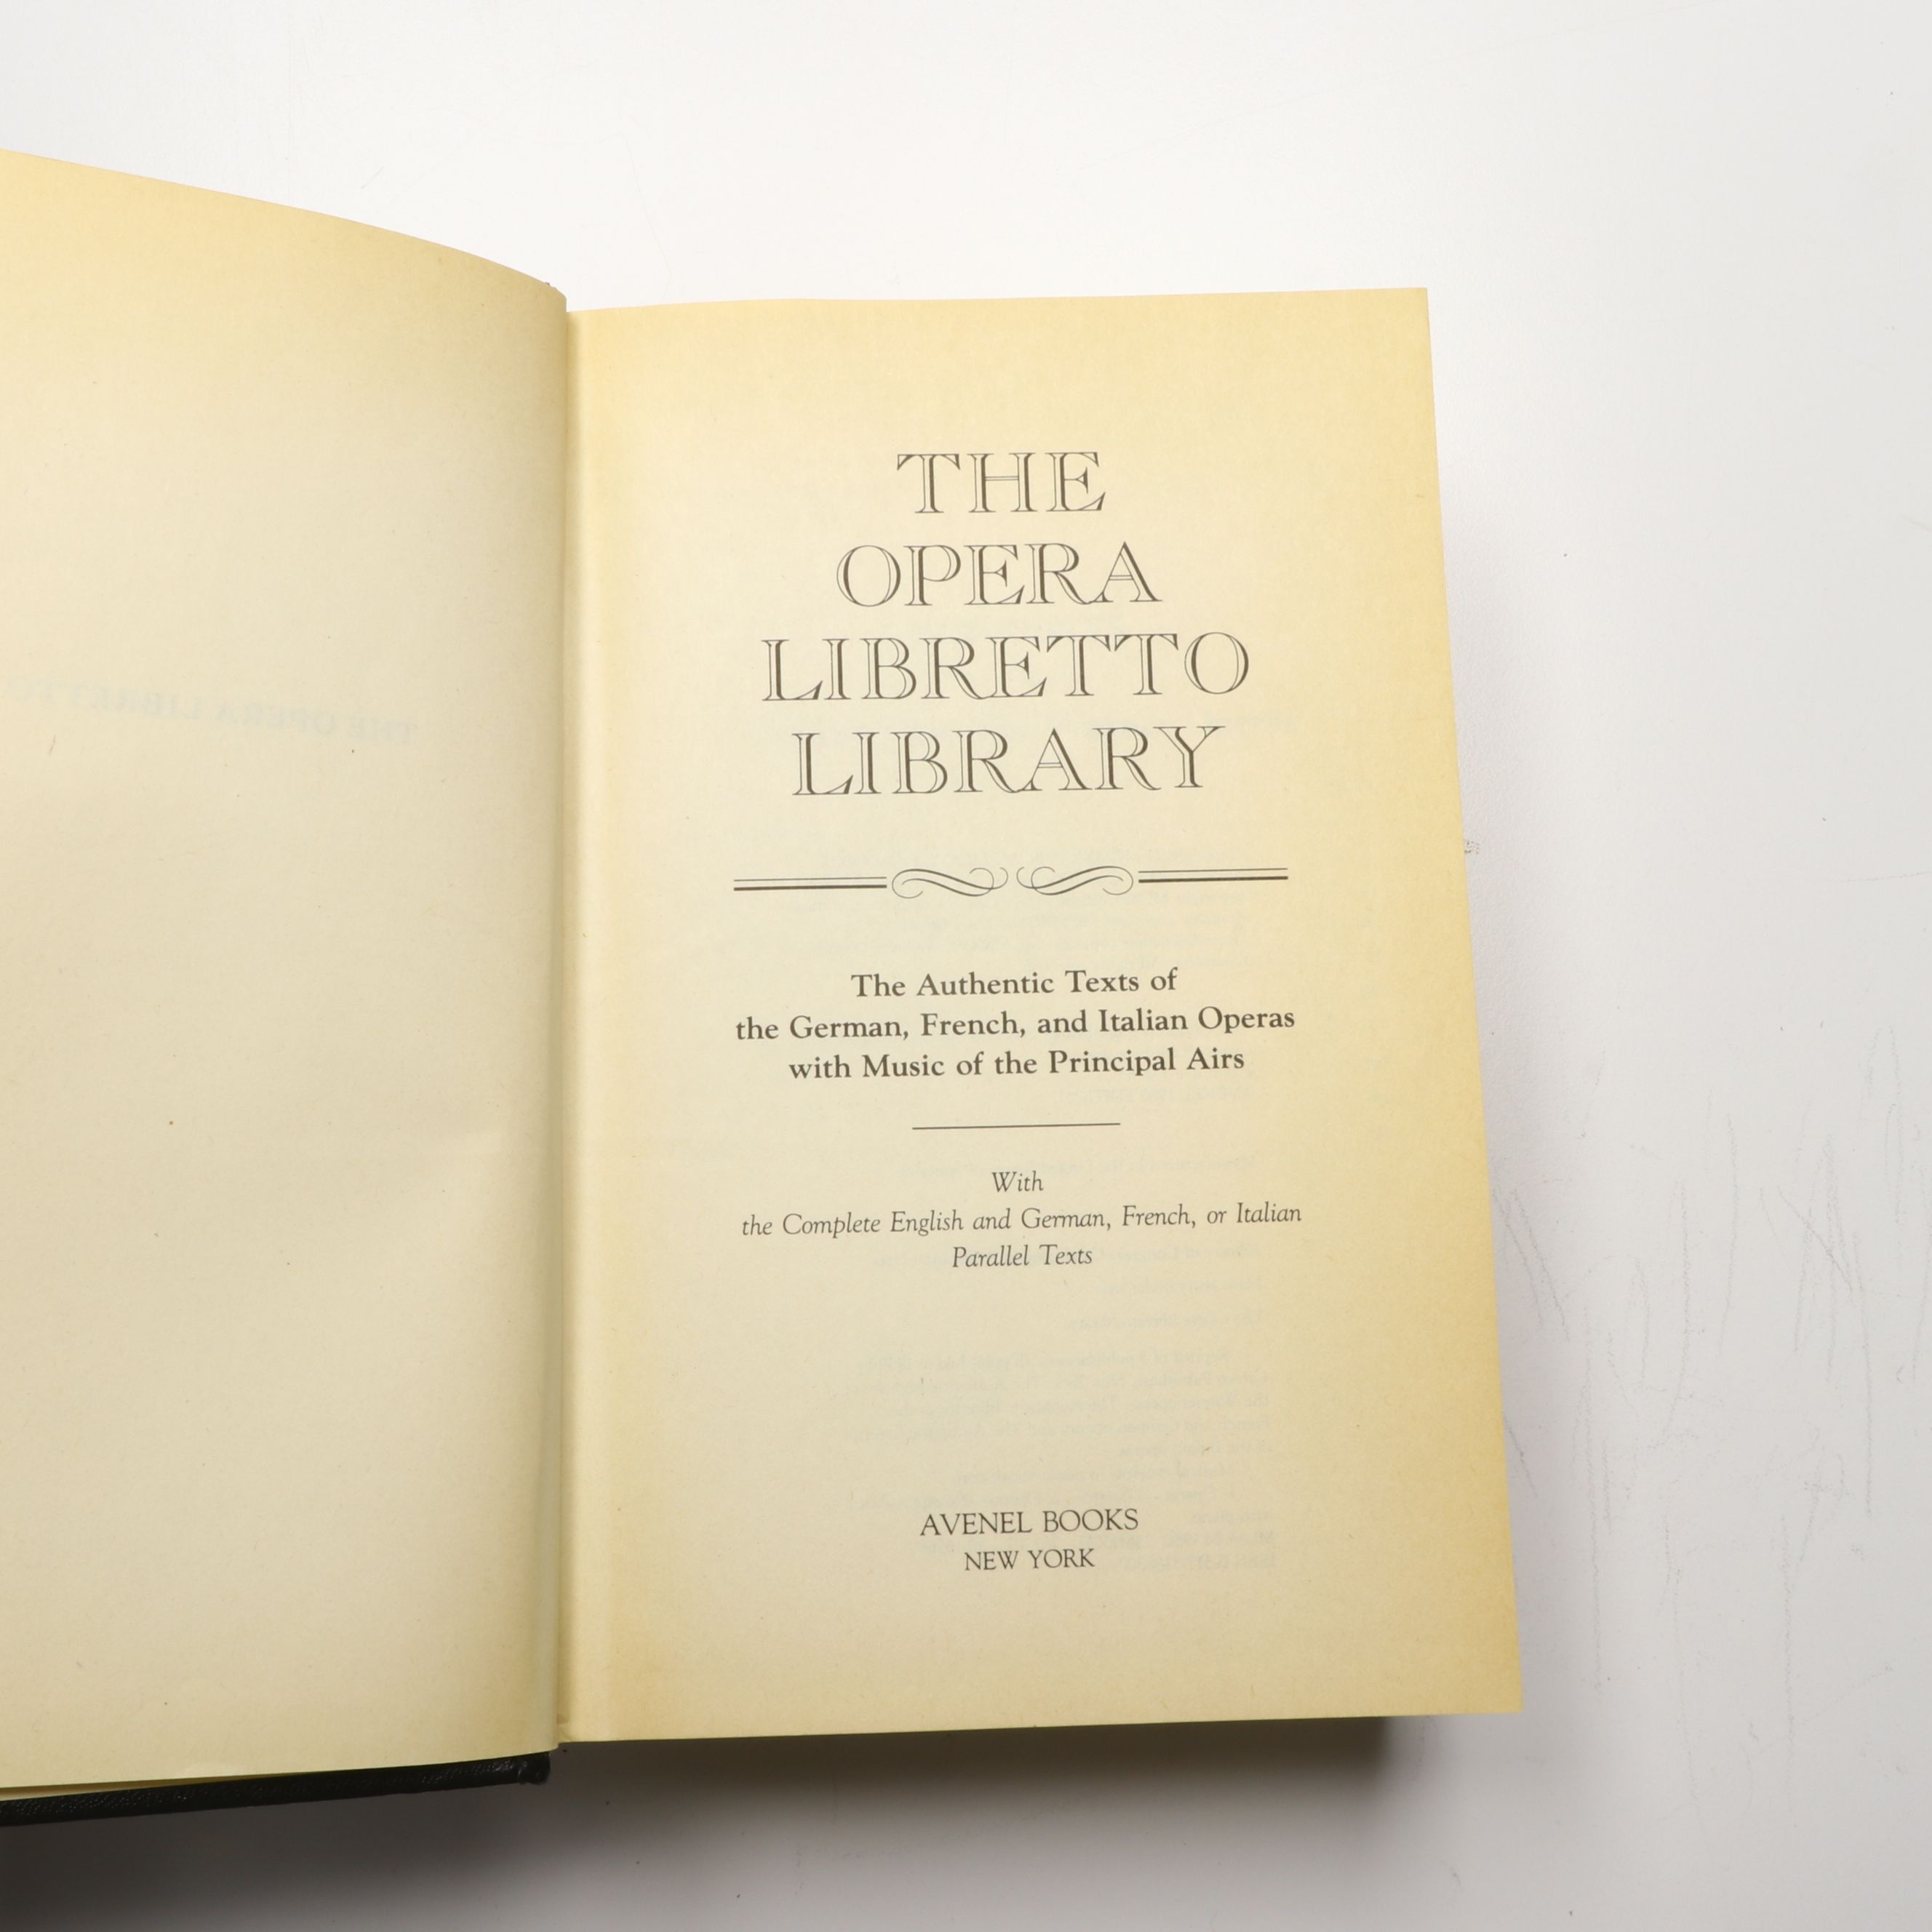 THE
OPERA
LIBRETTO
LIBRARY
The Authentic Texts of
the German, French, and Italian Operas
with Music of the Principal Airs
With
the Complete English and German, French, or Italian
Parallel Texts
AVENEL BOOKS
NEW YORK